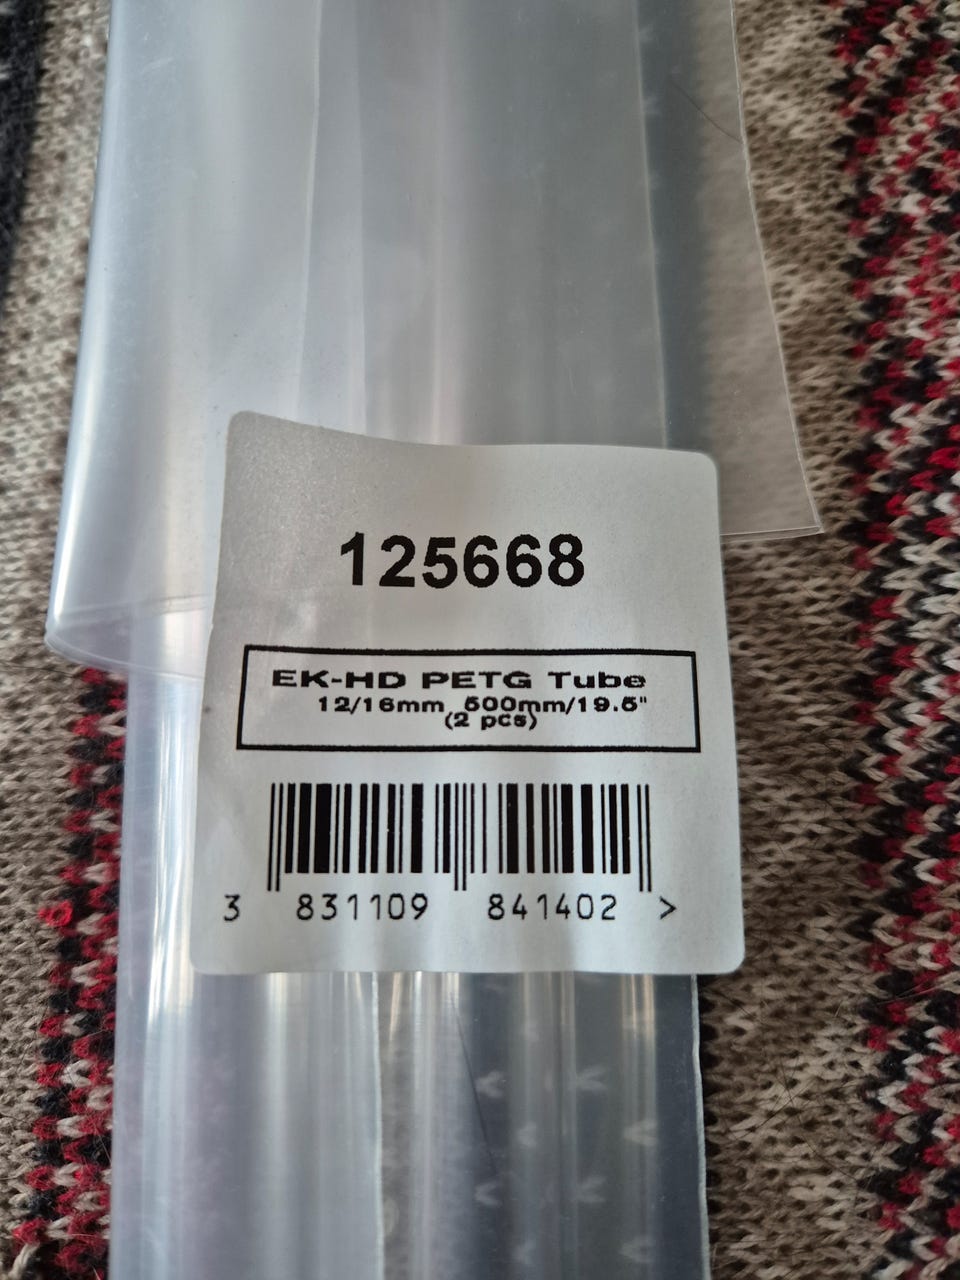 125668
EK-HD PETG Tube
12/16mm 500mm/19.5"
(2 pcs)
3 831109 841402 >